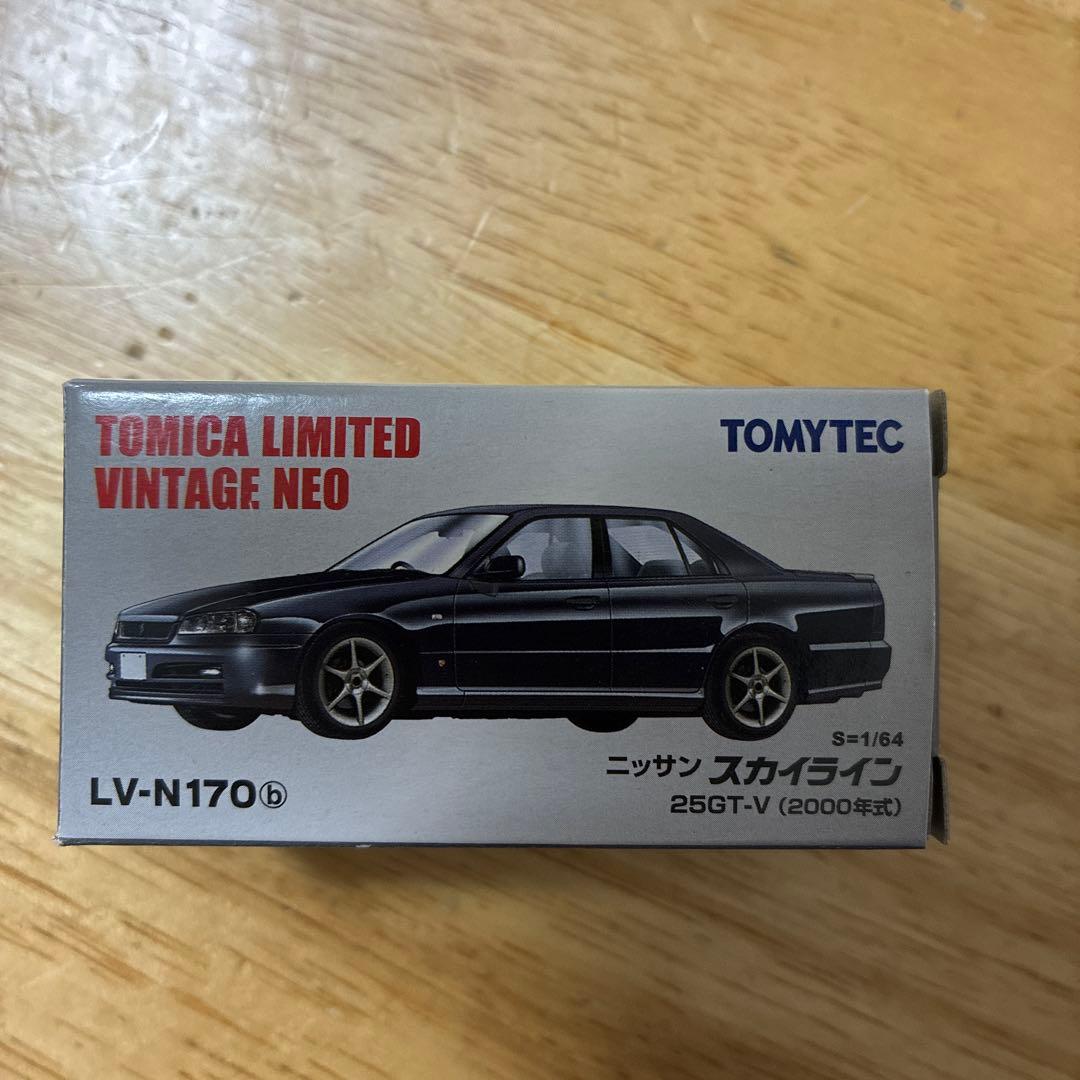 TOMICA LIMITED
VINTAGE NEO
TOMYTEC
S=1/64
ニッサン スカイライン
25GT-V (2000年式)
LV-N170ⓑ